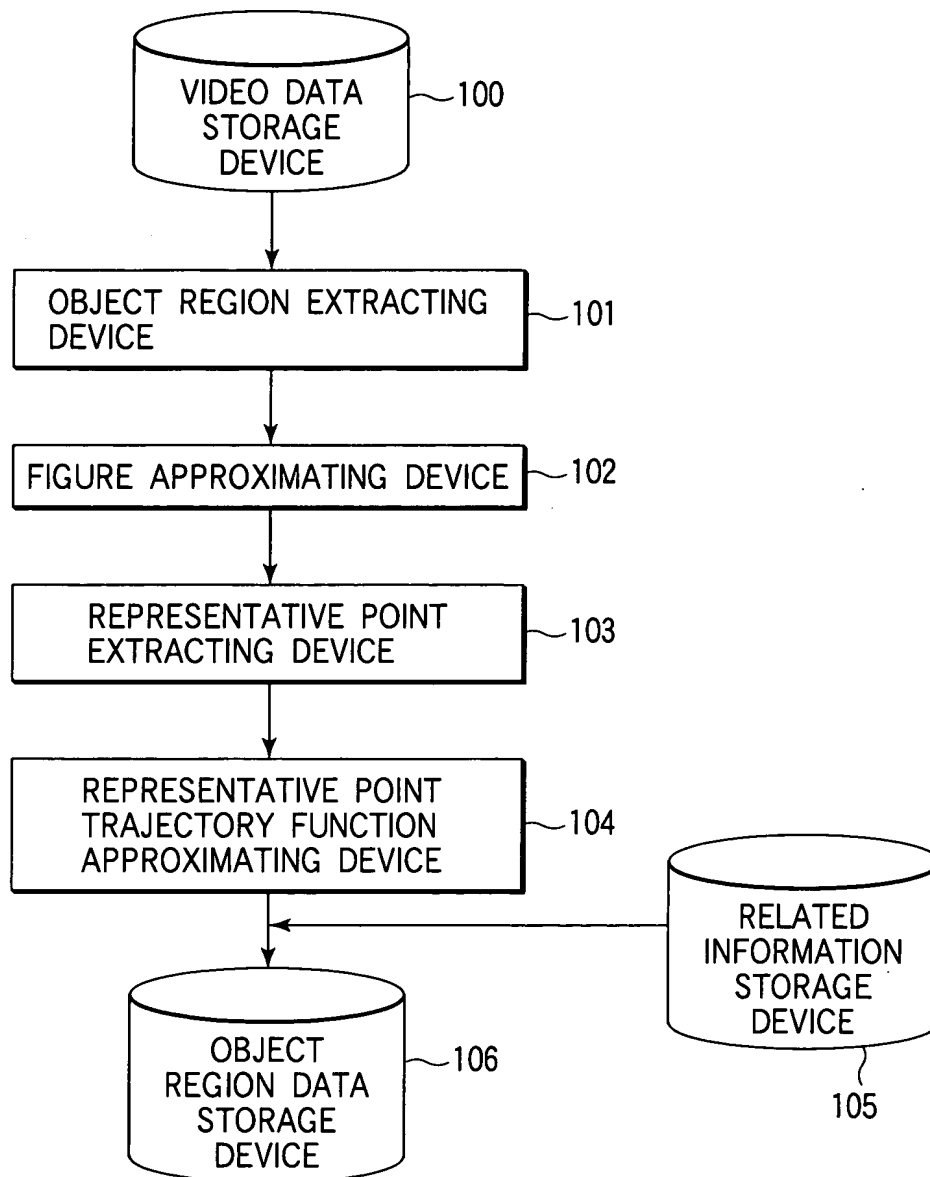 VIDEO DATA
STORAGE
DEVICE
100
OBJECT REGION EXTRACTING
DEVICE
101
FIGURE APPROXIMATING DEVICE
102
REPRESENTATIVE POINT
EXTRACTING DEVICE
103
REPRESENTATIVE POINT
TRAJECTORY FUNCTION
APPROXIMATING DEVICE
104
RELATED
INFORMATION
STORAGE
DEVICE
105
OBJECT
REGION DATA
STORAGE
DEVICE
106